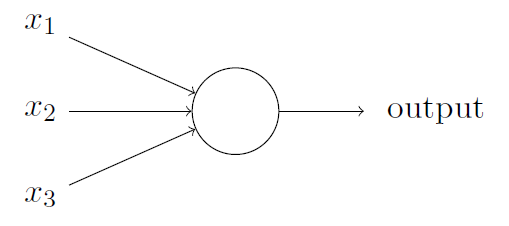 x₁
x₂
output
x₃